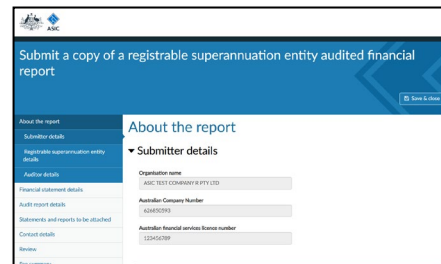 ASIC
Submit a copy of a registrable superannuation entity audited financial
report
Save & close
About the report
Submitter details
Registrable superannuation entity
details
Auditor details
Financial statement details
Audit report details
Statements and reports to be attached
Contact details
Review
About the report
Submitter details
Organisation name
ASIC TEST COMPANY R PTY LTD
Australian Company Number
626850593
Australian financial services licence number
123456789